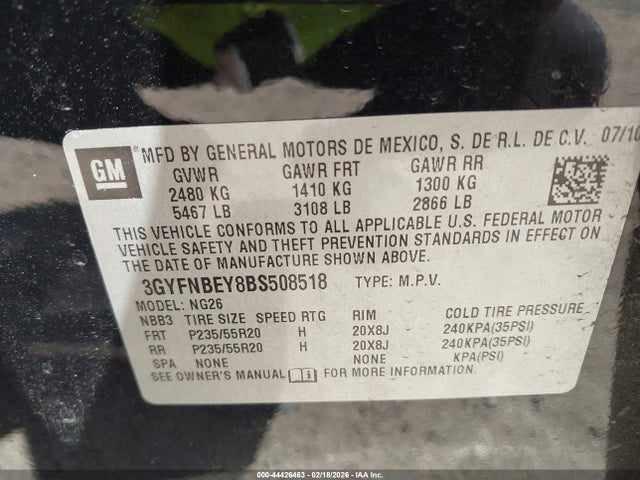 GM
MFD BY GENERAL MOTORS DE MEXICO, S. DE R.L. DE C.V. 07/10
GVWR GAWR FRT GAWR RR
2480 KG 1410 KG 1300 KG
5467 LB 3108 LB 2866 LB
THIS VEHICLE CONFORMS TO ALL APPLICABLE U.S. FEDERAL MOTOR
VEHICLE SAFETY AND THEFT PREVENTION STANDARDS IN EFFECT ON
THE DATE OF MANUFACTURE SHOWN ABOVE.
3GYFNBEY8BS508518 TYPE: M.P.V.
MODEL: NG26
NBB3 TIRE SIZE SPEED RTG RIM COLD TIRE PRESSURE
FRT P235/55R20 H 20X8J 240KPA(35PSI)
RR P235/55R20 H 20X8J 240KPA(35PSI)
SPA NONE NONE KPA(PSI)
SEE OWNER'S MANUAL FOR MORE INFORMATION.
000-44426463 | 02/18/2026 | IAA Inc.